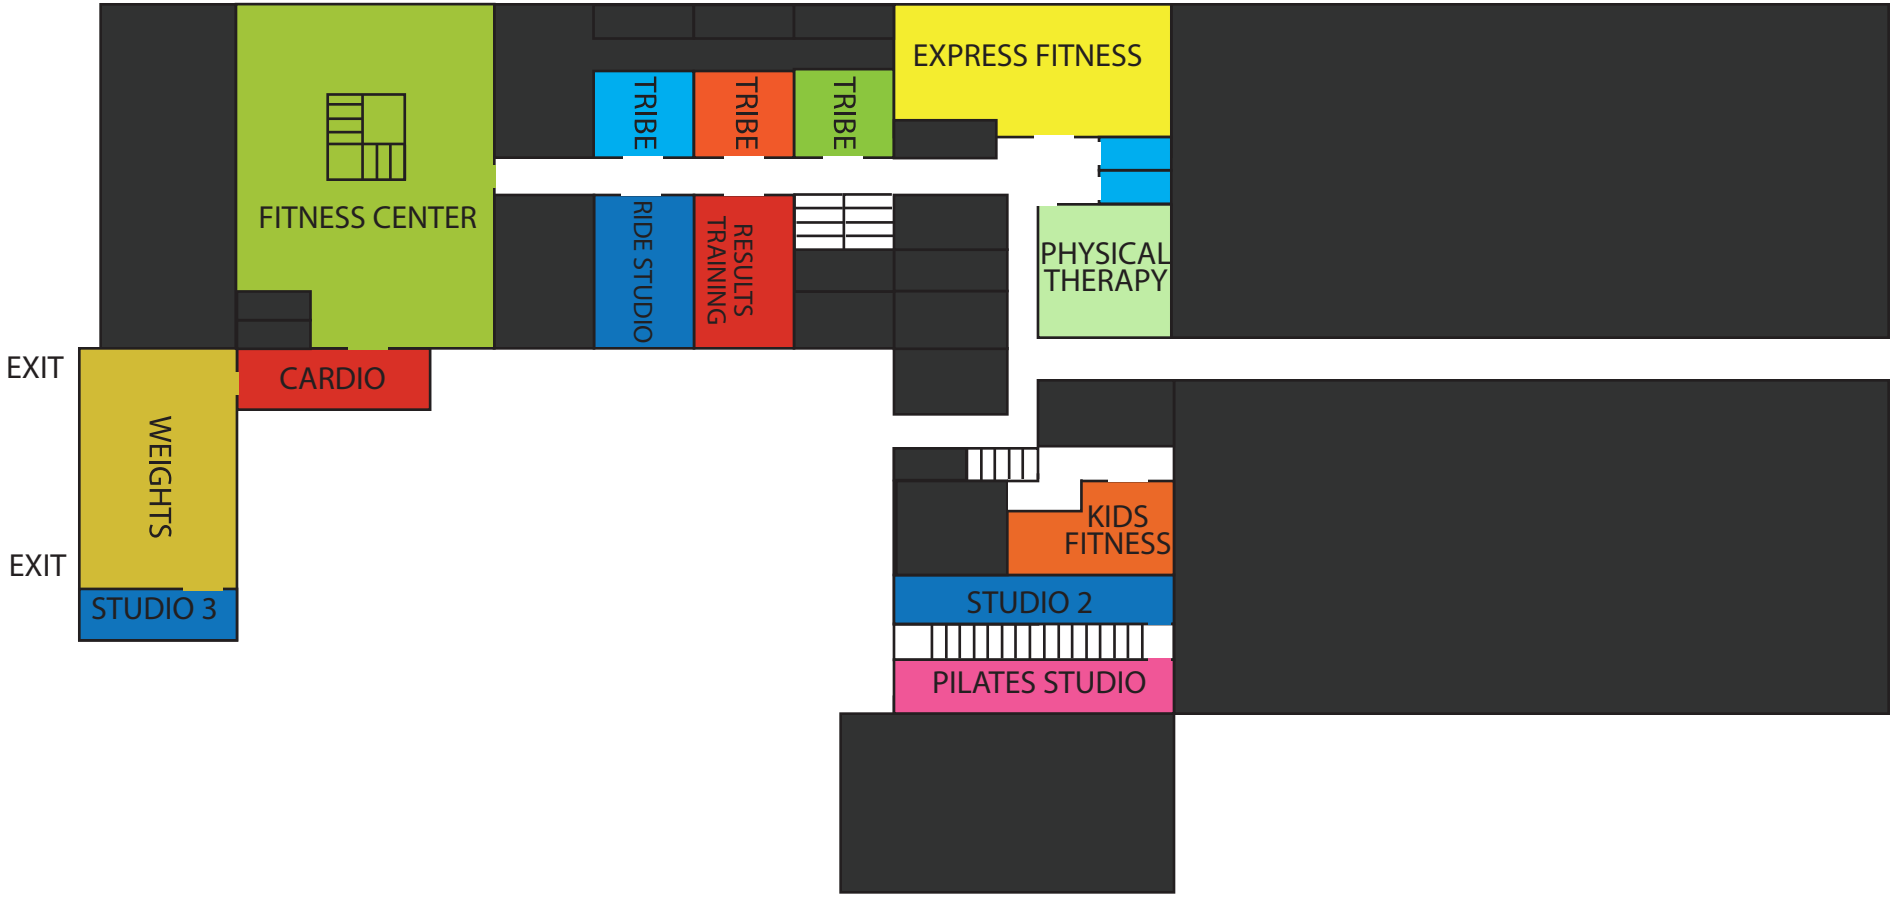 EXPRESS FITNESS
TRIBE
TRIBE
TRIBE
FITNESS CENTER
RIDE STUDIO
RESULTS
TRAINING
PHYSICAL
THERAPY
EXIT
CARDIO
WEIGHTS
KIDS
FITNESS
EXIT
STUDIO 3
STUDIO 2
PILATES STUDIO